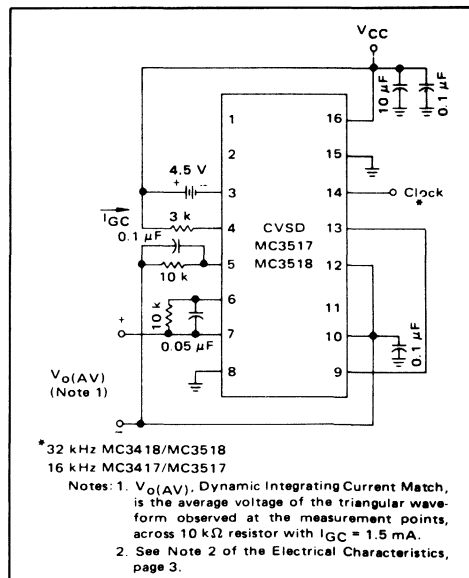 VCC
10 µF
0.1 µF
1
16
2
15
4.5 V
+ --
3
14
Clock
*
IGC
3 k
4
CVSD
MC3517
MC3518
13
0.1 µF
5
12
10 k
6
11
10 k
+
7
10
0.05 µF
0.1 µF
Vo(AV)
(Note 1)
8
9
-
*32 kHz MC3418/MC3518
16 kHz MC3417/MC3517
Notes: 1. Vo(AV), Dynamic Integrating Current Match,
is the average voltage of the triangular wave-
form observed at the measurement points,
across 10 kΩ resistor with IGC = 1.5 mA.
2. See Note 2 of the Electrical Characteristics,
page 3.